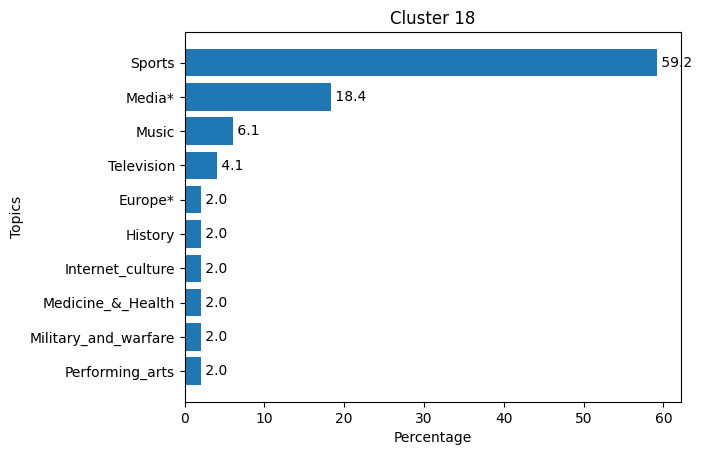 Cluster 18
Topics
Sports 59.2
Media* 18.4
Music 6.1
Television 4.1
Europe* 2.0
History 2.0
Internet_culture 2.0
Medicine_&_Health 2.0
Military_and_warfare 2.0
Performing_arts 2.0
0 10 20 30 40 50 60
Percentage